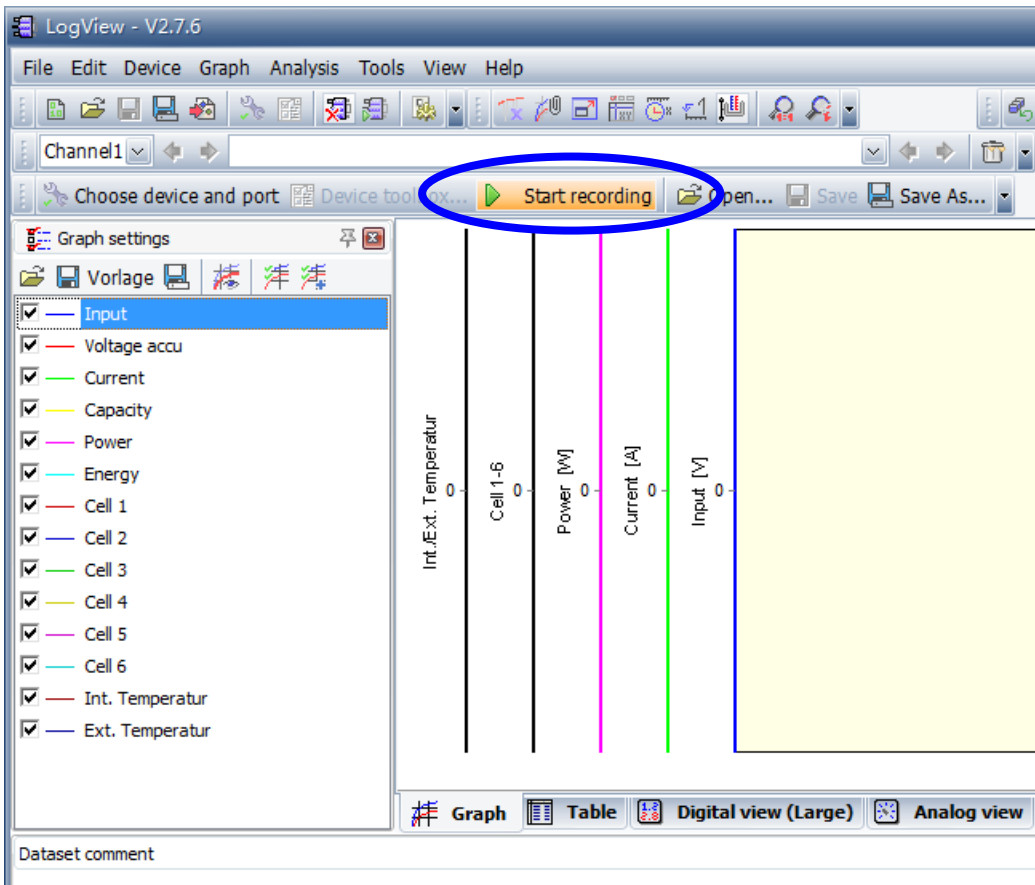 LogView - V2.7.6
File Edit Device Graph Analysis Tools View Help
Channel1
Choose device and port Device toolbox... Start recording Open... Save Save As...
Graph settings
Vorlage
Input
Voltage accu
Current
Capacity
Power
Energy
Cell 1
Cell 2
Cell 3
Cell 4
Cell 5
Cell 6
Int. Temperatur
Ext. Temperatur
Int./Ext. Temperatur
0
Cell 1-6
0
Power [W]
0
Current [A]
0
Input [V]
0
Graph Table Digital view (Large) Analog view
Dataset comment